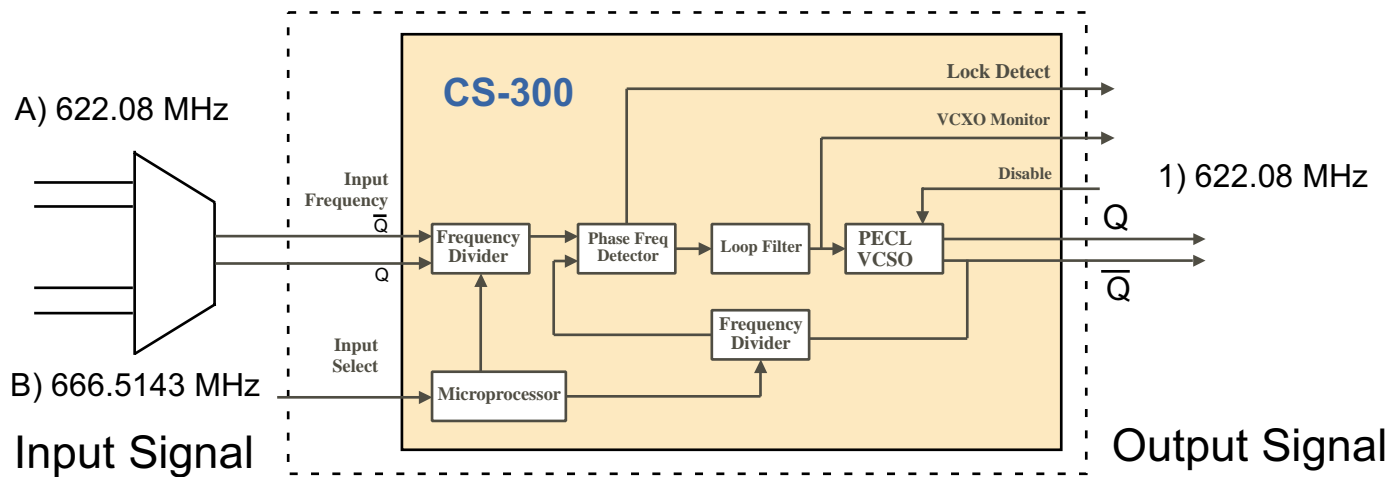 CS-300
Lock Detect
VCXO Monitor
Disable
A) 622.08 MHz
1) 622.08 MHz
Input
Frequency
Q̅
Q
Frequency
Divider
Phase Freq
Detector
Loop Filter
PECL
VCSO
Q
Q̅
Frequency
Divider
Input
Select
Microprocessor
B) 666.5143 MHz
Input Signal
Output Signal